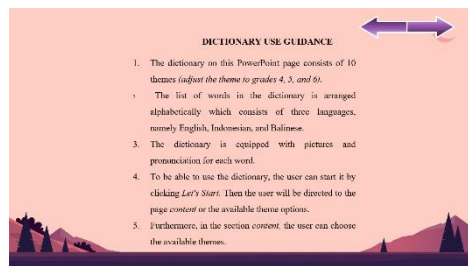 DICTIONARY USE GUIDANCE
1. The dictionary on this PowerPoint page consists of 10
themes (adjust the theme to grades 4, 5, and 6).
The list of words in the dictionary is arranged
alphabetically which consists of three languages,
namely English, Indonesian, and Balinese.
3. The dictionary is equipped with pictures and
pronunciation for each word.
4. To be able to use the dictionary, the user can start it by
clicking Let's Start. Then the user will be directed to the
page content or the available theme options.
5. Furthermore, in the section content, the user can choose
the available themes.